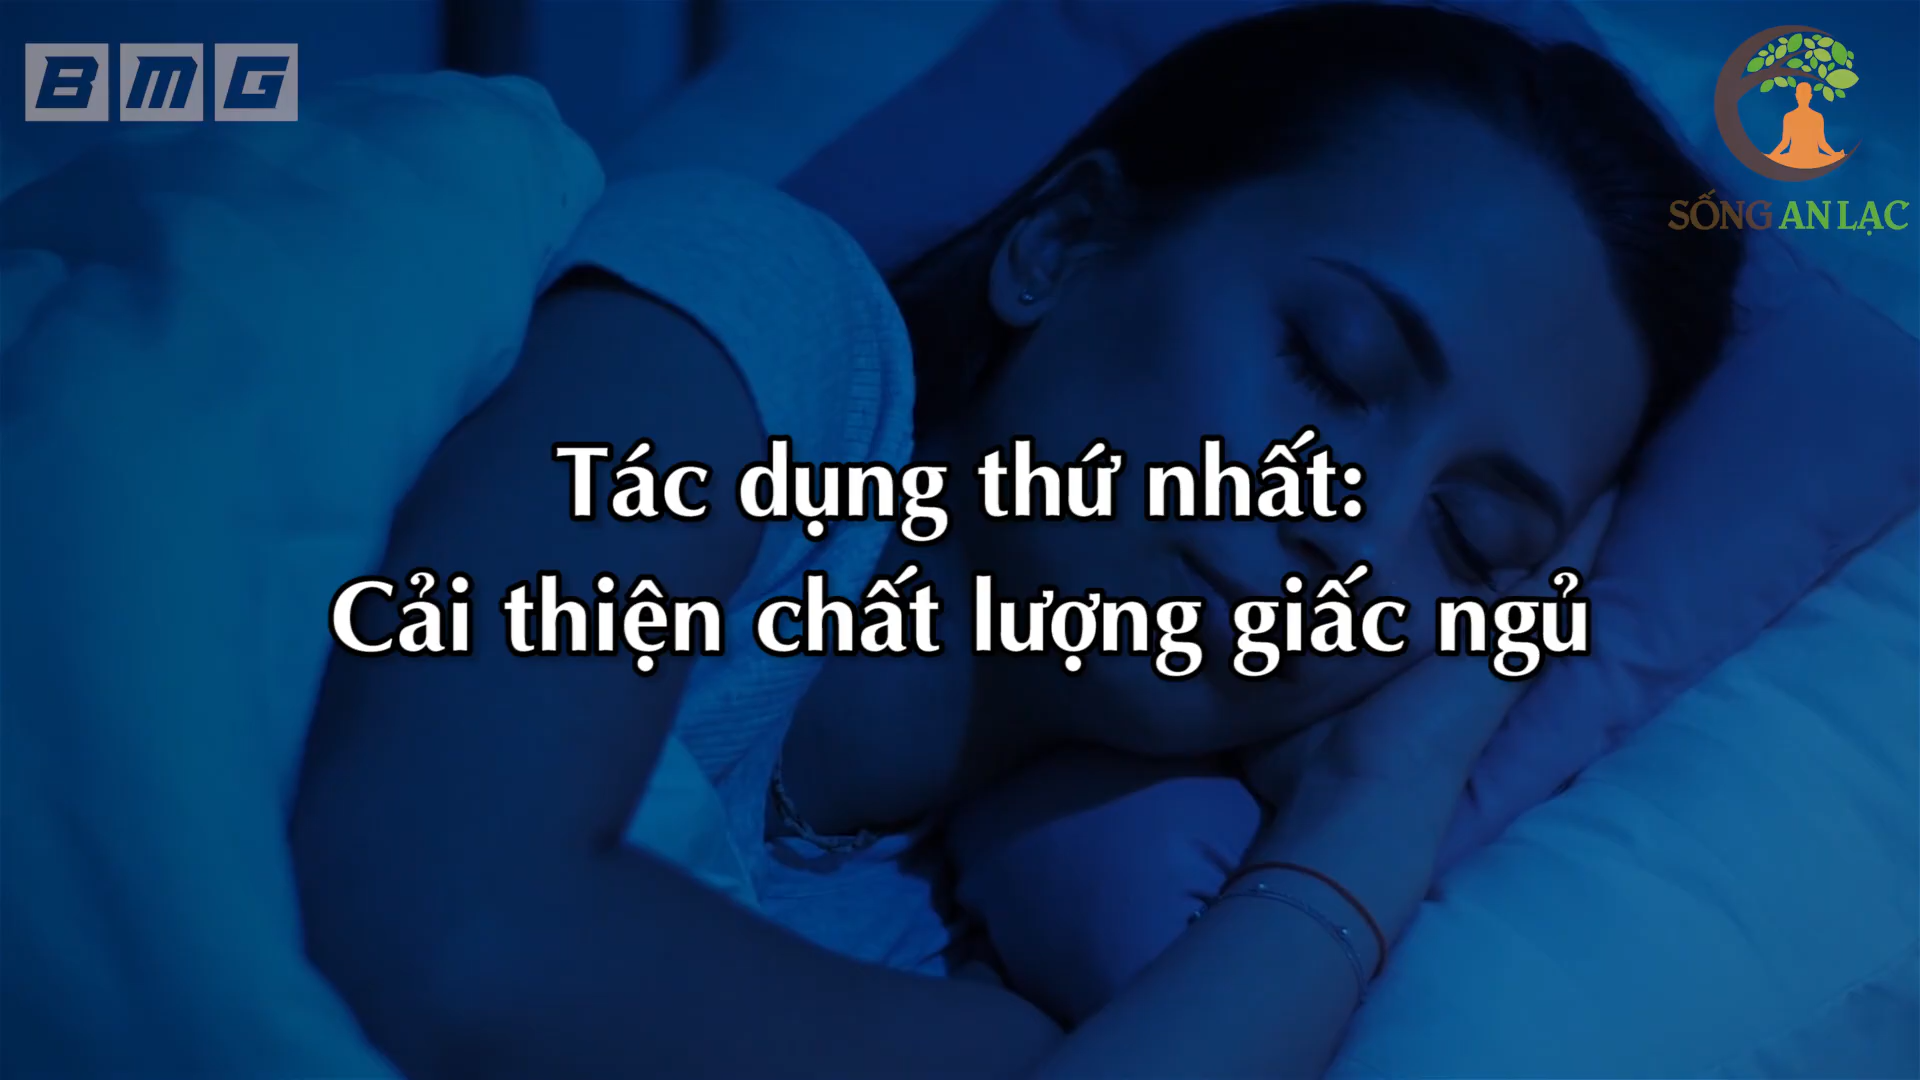 BMG
SỐNG AN LẠC
Tác dụng thứ nhất:
Cải thiện chất lượng giấc ngủ